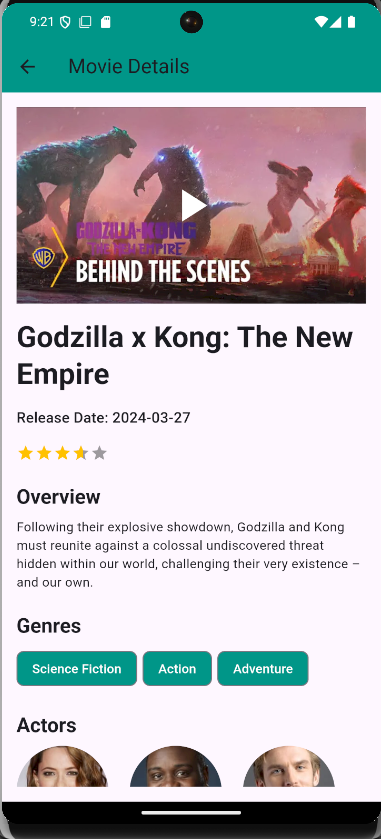 9:21
Movie Details
GODZILLA x KONG
THE NEW EMPIRE
BEHIND THE SCENES
Godzilla x Kong: The New
Empire
Release Date: 2024-03-27
Overview
Following their explosive showdown, Godzilla and Kong
must reunite against a colossal undiscovered threat
hidden within our world, challenging their very existence –
and our own.
Genres
Science Fiction
Action
Adventure
Actors